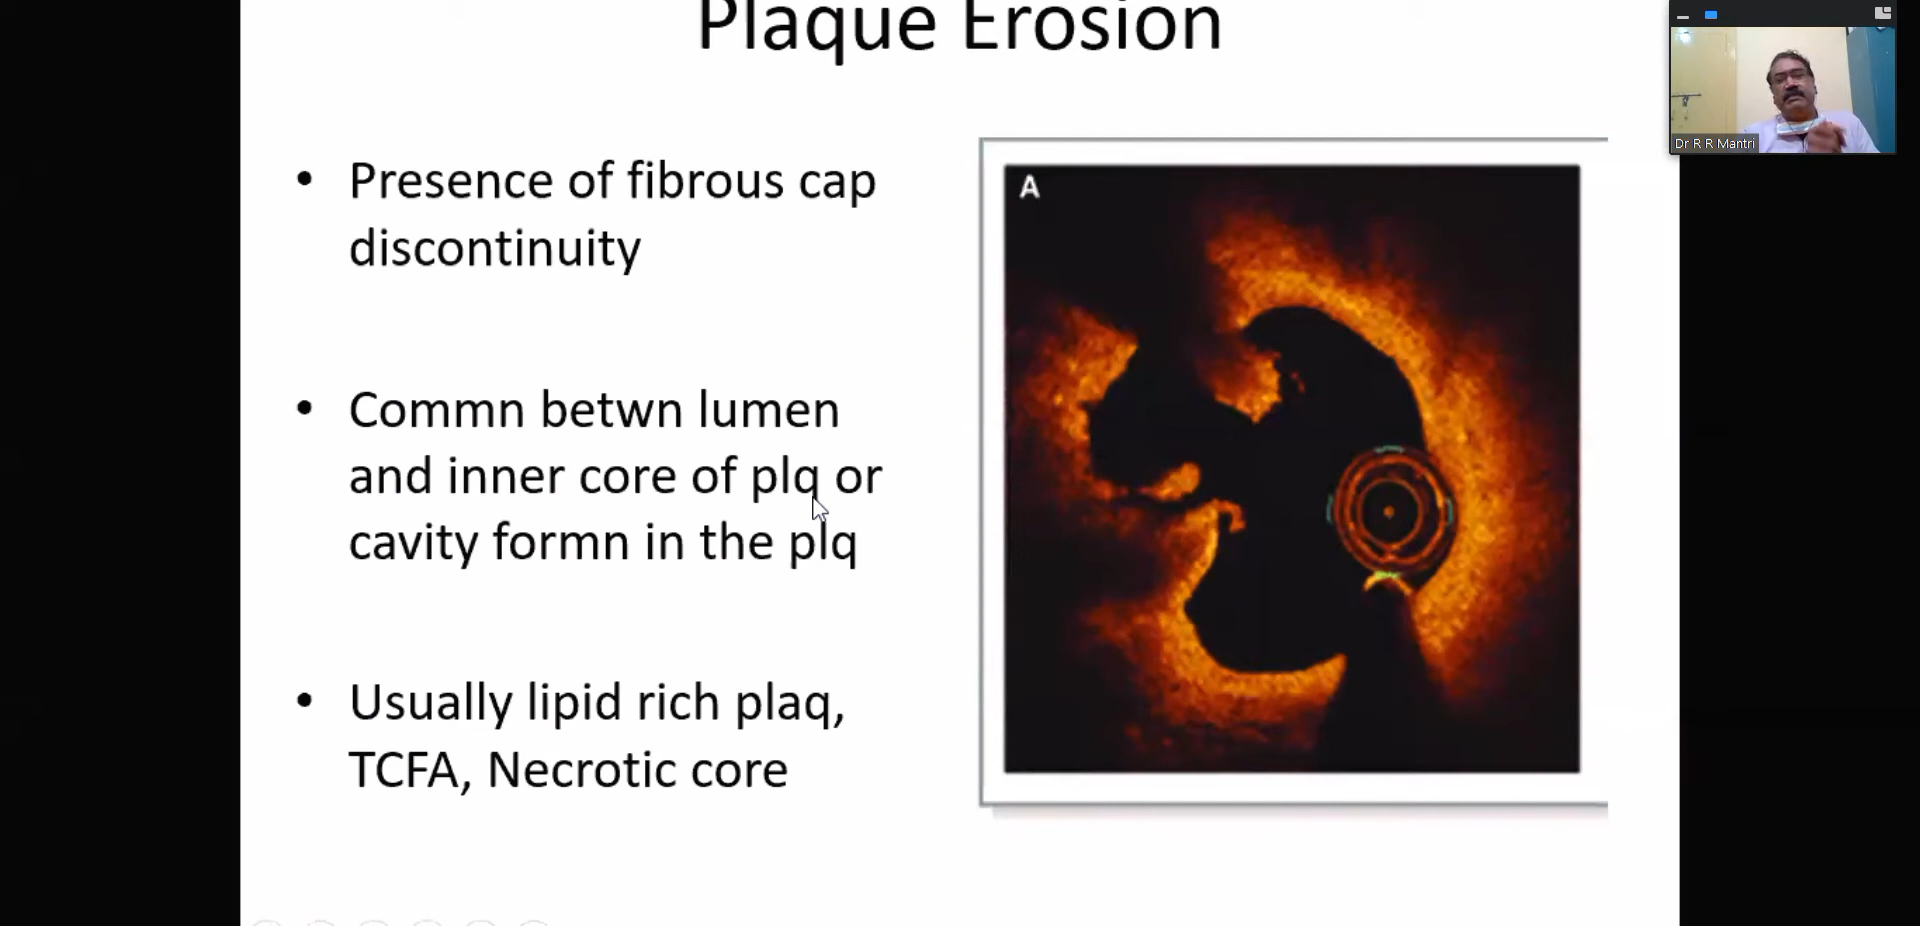 Plaque Erosion
• Presence of fibrous cap
discontinuity
• Commn betwn lumen
and inner core of plq or
cavity formn in the plq
• Usually lipid rich plaq,
TCFA, Necrotic core
A
Dr R R Mantri